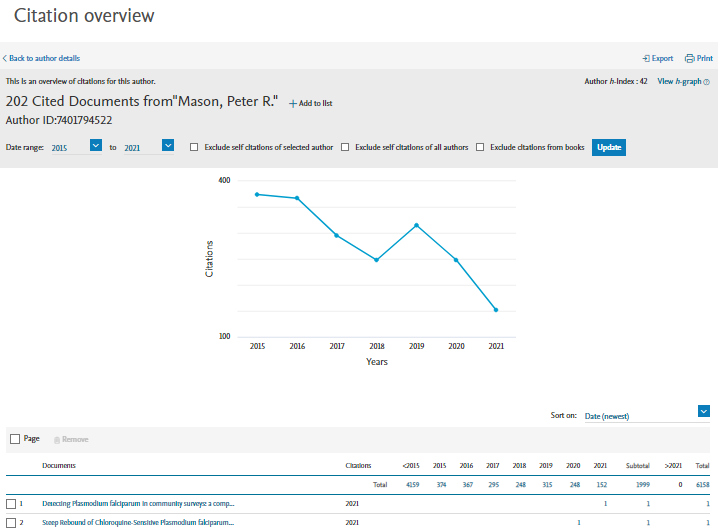 Citation overview
Back to author details
Export Print
This is an overview of citations for this author.
Author h-index : 42 View h-graph
202 Cited Documents from"Mason, Peter R." +Add to list
Author ID:7401794522
Date range: 2015 to 2021 Exclude self citations of selected author Exclude self citations of all authors Exclude citations from books Update
400
Citations
100
2015 2016 2017 2018 2019 2020 2021
Years
Sort on: Date (newest)
Page Remove
Documents Citations <2015 2015 2016 2017 2018 2019 2020 2021 Subtotal >2021 Total
Total 4159 374 367 295 248 315 248 152 1999 0 6158
1 Detecting Plasmodium falciparum in community surveys: a comp... 2021 1 1 1
2 Steep Rebound of Chloroquine-Sensitive Plasmodium falciparum... 2021 1 1 1